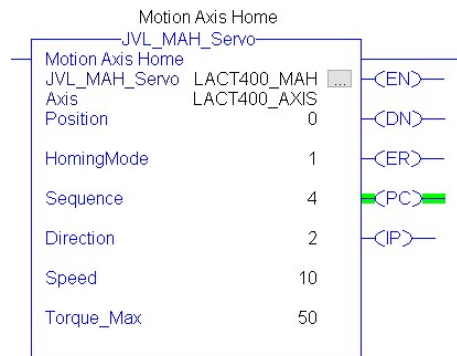 Motion Axis Home
JVL_MAH_Servo
Motion Axis Home
JVL_MAH_Servo LACT400_MAH ... EN
Axis LACT400_AXIS
Position 0 DN
HomingMode 1 ER
Sequence 4 PC
Direction 2 IP
Speed 10
Torque_Max 50